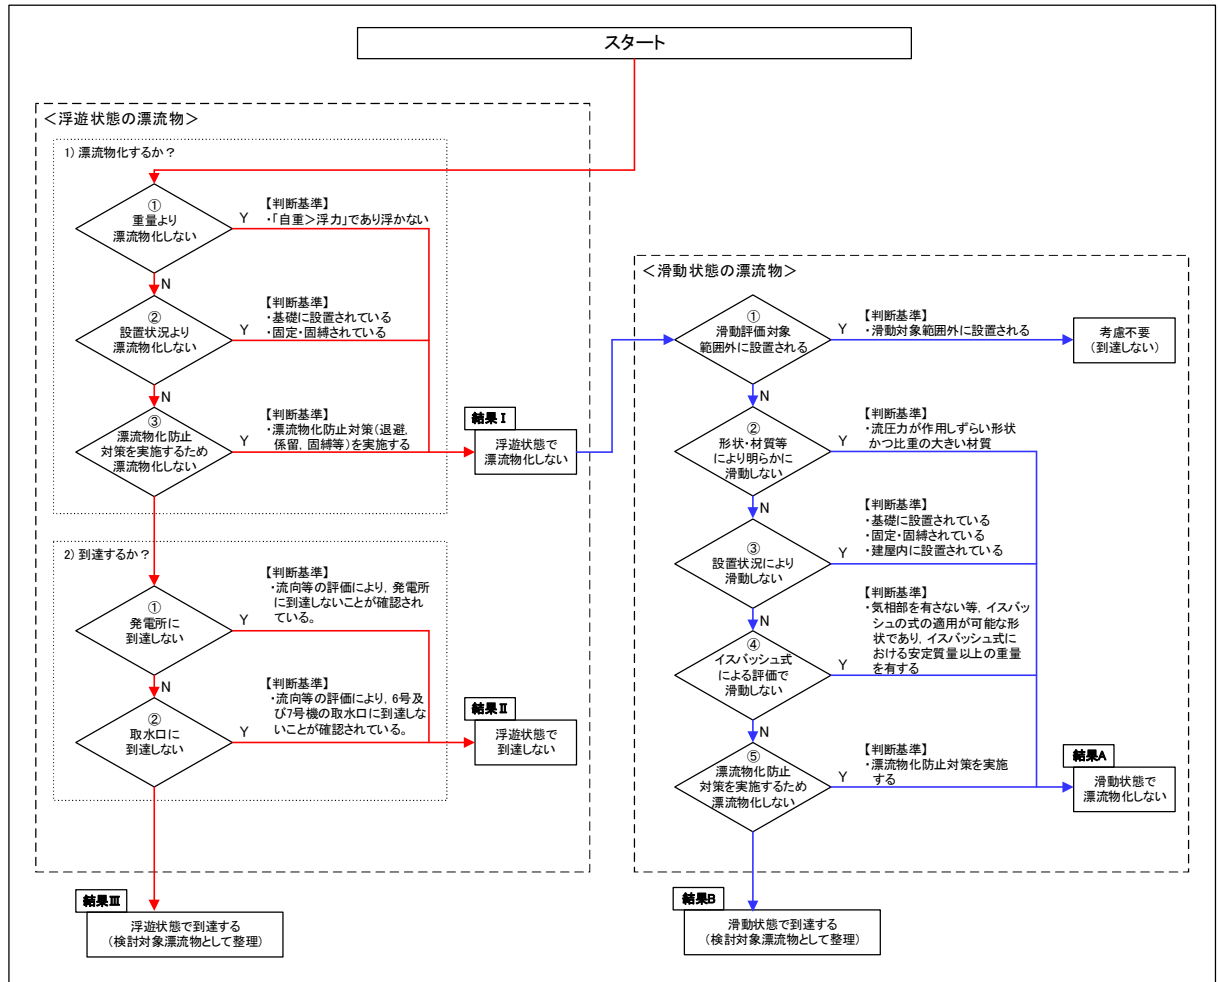 スタート
＜浮遊状態の漂流物＞
1) 漂流物化するか？
①
重量より
漂流物化しない
Y
【判断基準】
・「自重＞浮力」であり浮かない
N
②
設置状況より
漂流物化しない
Y
【判断基準】
・基礎に設置されている
・固定・固縛されている
N
③
漂流物化防止
対策を実施するため
漂流物化しない
Y
【判断基準】
・漂流物化防止対策（退避，
係留，固縛等）を実施する
結果Ⅰ
浮遊状態で
漂流物化しない
2) 到達するか？
①
発電所に
到達しない
Y
【判断基準】
・流向等の評価により，発電所
に到達しないことが確認され
ている。
N
②
取水口に
到達しない
Y
【判断基準】
・流向等の評価により，6号及
び7号機の取水口に到達しな
いことが確認されている。
結果Ⅱ
浮遊状態で
到達しない
結果Ⅲ
浮遊状態で到達する
（検討対象漂流物として整理）
＜滑動状態の漂流物＞
①
滑動評価対象
範囲外に設置される
Y
【判断基準】
・滑動対象範囲外に設置される
考慮不要
（到達しない）
N
②
形状・材質等
により明らかに
滑動しない
Y
【判断基準】
・流圧力が作用しずらい形状
かつ比重の大きい材質
N
③
設置状況により
滑動しない
Y
【判断基準】
・基礎に設置されている
・固定・固縛されている
・建屋内に設置されている
N
④
イスバッシュ式
による評価で
滑動しない
Y
【判断基準】
・気相部を有さない等，イスバッ
シュの式の適用が可能な形
状であり，イスバッシュ式に
おける安定質量以上の重量
を有する
N
⑤
漂流物化防止
対策を実施するため
漂流物化しない
Y
【判断基準】
・漂流物化防止対策を実施
する
結果A
滑動状態で
漂流物化しない
結果B
滑動状態で到達する
（検討対象漂流物として整理）